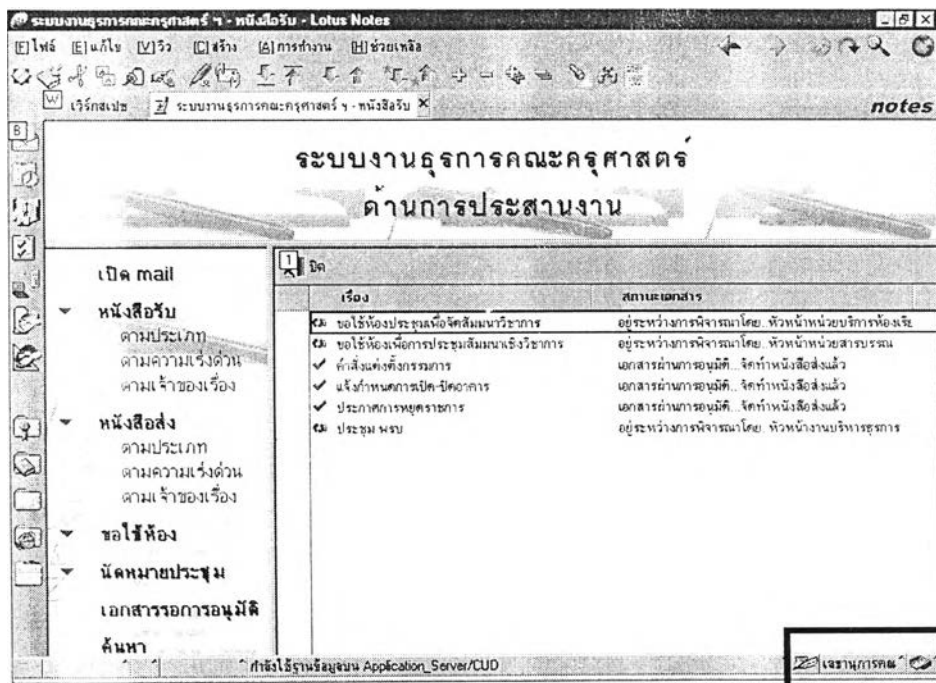 ระบบงานธุรการคณะครุศาสตร์ ฯ - หนังสือรับ - Lotus Notes
[F]ไฟล์ [E]แก้ไข [V]วิว [C]สร้าง [A]การทำงาน [H]ช่วยเหลือ
เวิร์กสเปซ ระบบงานธุรการคณะครุศาสตร์ ฯ - หนังสือรับ
notes
ระบบงานธุรการคณะครุศาสตร์
ด้านการประสานงาน
เปิด mail
หนังสือรับ
ตามประเภท
ตามความเร่งด่วน
ตามเจ้าของเรื่อง
หนังสือส่ง
ตามประเภท
ตามความเร่งด่วน
ตามเจ้าของเรื่อง
ขอใช้ห้อง
นัดหมายประชุม
เอกสารรอการอนุมัติ
ค้นหา
1 ปิด
เรื่อง สถานะเอกสาร
ขอใช้ห้องประชุมเพื่อจัดสัมมนาวิชาการ อยู่ระหว่างการพิจารณาโดย..หัวหน้าหน่วยบริการห้องเรีย
ขอใช้ห้องเพื่อการประชุมสัมมนาเชิงวิชาการ อยู่ระหว่างการพิจารณาโดย..หัวหน้าหน่วยสารบรรณ
คำสั่งแต่งตั้งกรรมการ เอกสารผ่านการอนุมัติ...จัดทำหนังสือส่งแล้ว
แจ้งกำหนดการเปิด-ปิดอาคาร เอกสารผ่านการอนุมัติ...จัดทำหนังสือส่งแล้ว
ประกาศการหยุดราชการ เอกสารผ่านการอนุมัติ...จัดทำหนังสือส่งแล้ว
ประชุม พรบ อยู่ระหว่างการพิจารณาโดย..หัวหน้างานบริหารธุรการ
กำลังใช้ฐานข้อมูลบน Application_Server/CUD
เลขานุการคณ